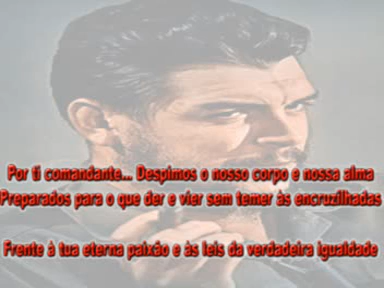 Por ti comandante... Despimos o nosso corpo e nossa alma
Preparados para o que der e vier sem temer às encruzilhadas
Frente à tua eterna paixão e às leis da verdadeira igualdade